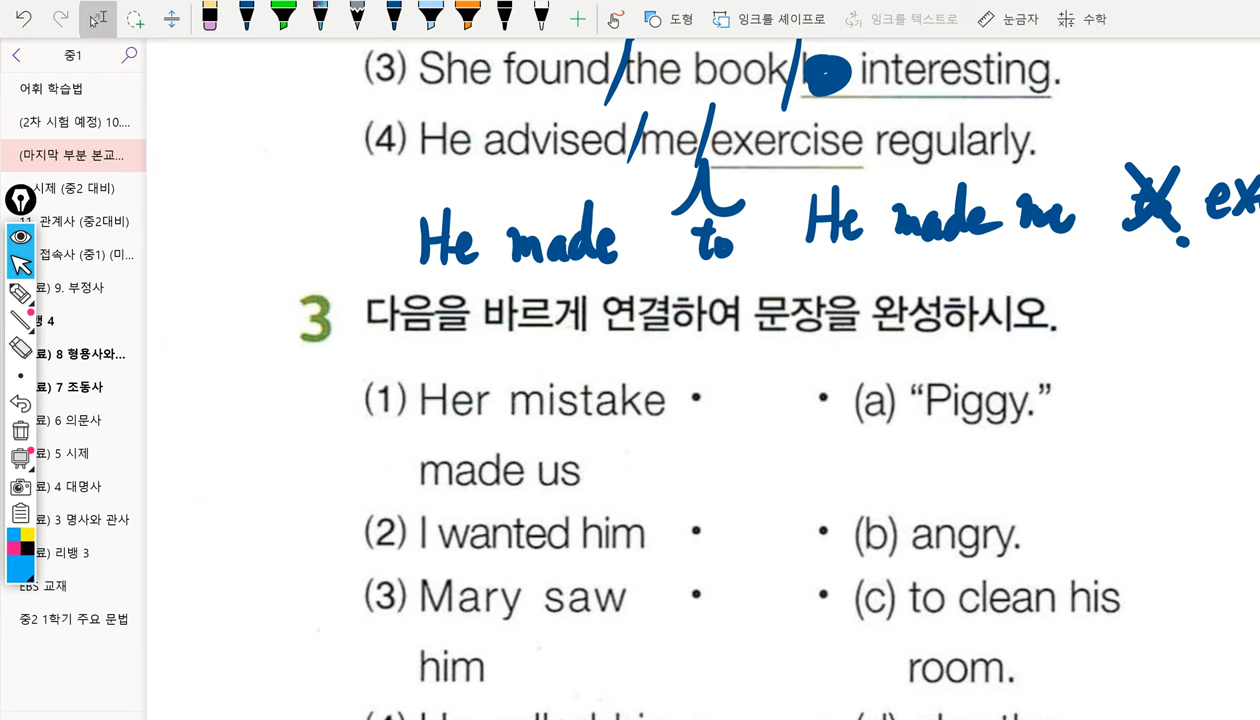 도형
잉크를 셰이프로
잉크를 텍스트로
눈금자
수학
중1
어휘 학습법
(2차 시험 예정) 10....
(마지막 부분 본교...
시제 (중2 대비)
11. 관계사 (중2대비)
접속사 (중1) (미...
료) 9. 부정사
뱅 4
료) 8 형용사와...
료) 7 조동사
료) 6 의문사
료) 5 시제
료) 4 대명사
료) 3 명사와 관사
료) 리뱅 3
EBS 교재
중2 1학기 주요 문법
(3) She found/the book/ interesting.
(4) He advised/me/exercise regularly.
He made to He made me ex
3 다음을 바르게 연결하여 문장을 완성하시오.
(1) Her mistake • • (a) “Piggy.”
made us
(2) I wanted him • • (b) angry.
(3) Mary saw • • (c) to clean his
him room.